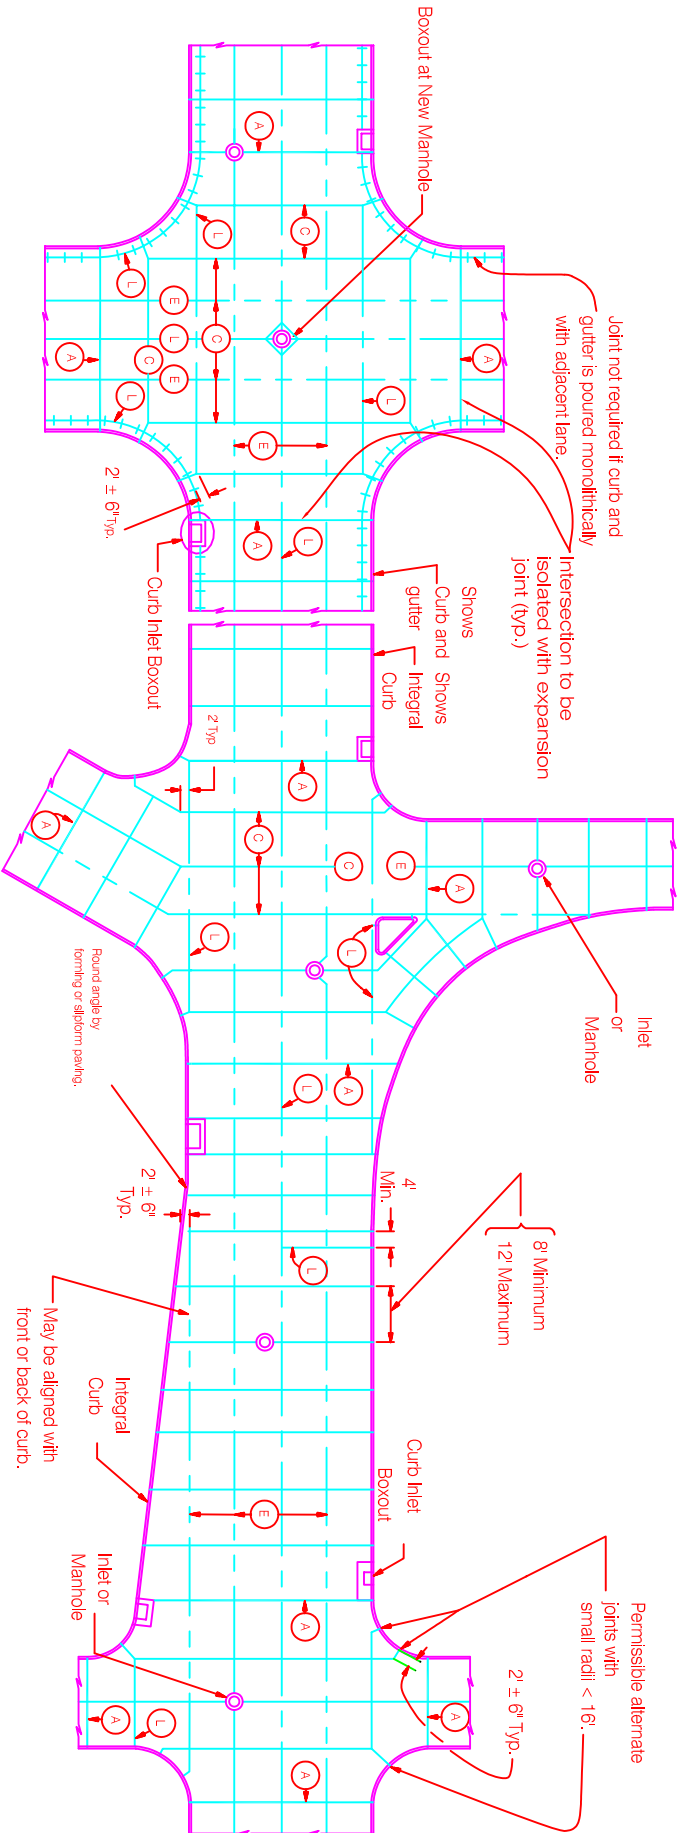 Boxout at New Manhole
Joint not required if curb and
gutter is poured monolithically
with adjacent lane.
Intersection to be
isolated with expansion
joint (typ.)
2' ± 6" Typ.
Curb Inlet Boxout
Shows
Curb and
gutter
Shows
Integral
Curb
2' Typ
Inlet
or
Manhole
Round angle by
forming or slipform paving.
4'
Min.
8' Minimum
12' Maximum
2' ± 6"
Typ.
May be aligned with
front or back of curb.
Integral
Curb
Curb Inlet
Boxout
Inlet or
Manhole
Permissible alternate
joints with
small radii < 16'.
2' ± 6" Typ.
A
L
C
L
A
E
L
E
C
C
L
L
A
E
A
L
A
A
C
C
E
A
L
L
A
L
L
E
A
A
L
A
A